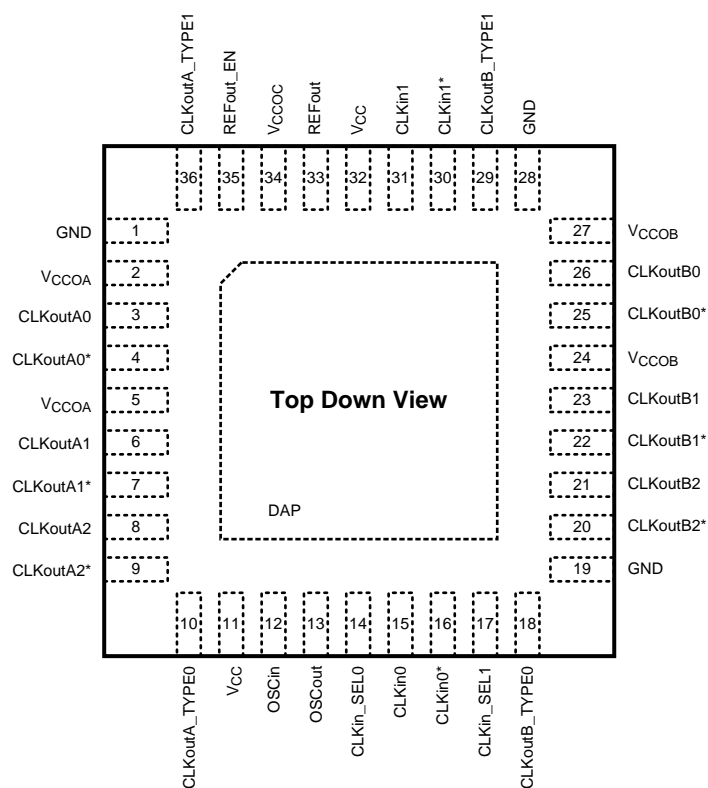 CLKoutA_TYPE1
REFout_EN
VCCOC
REFout
VCC
CLKin1
CLKin1*
CLKoutB_TYPE1
GND
36
35
34
33
32
31
30
29
28
GND
1
VCCOA
2
CLKoutA0
3
CLKoutA0*
4
VCCOA
5
CLKoutA1
6
CLKoutA1*
7
CLKoutA2
8
CLKoutA2*
9
Top Down View
DAP
27
VCCOB
26
CLKoutB0
25
CLKoutB0*
24
VCCOB
23
CLKoutB1
22
CLKoutB1*
21
CLKoutB2
20
CLKoutB2*
19
GND
10
11
12
13
14
15
16
17
18
CLKoutA_TYPE0
VCC
OSCin
OSCout
CLKin_SEL0
CLKin0
CLKin0*
CLKin_SEL1
CLKoutB_TYPE0